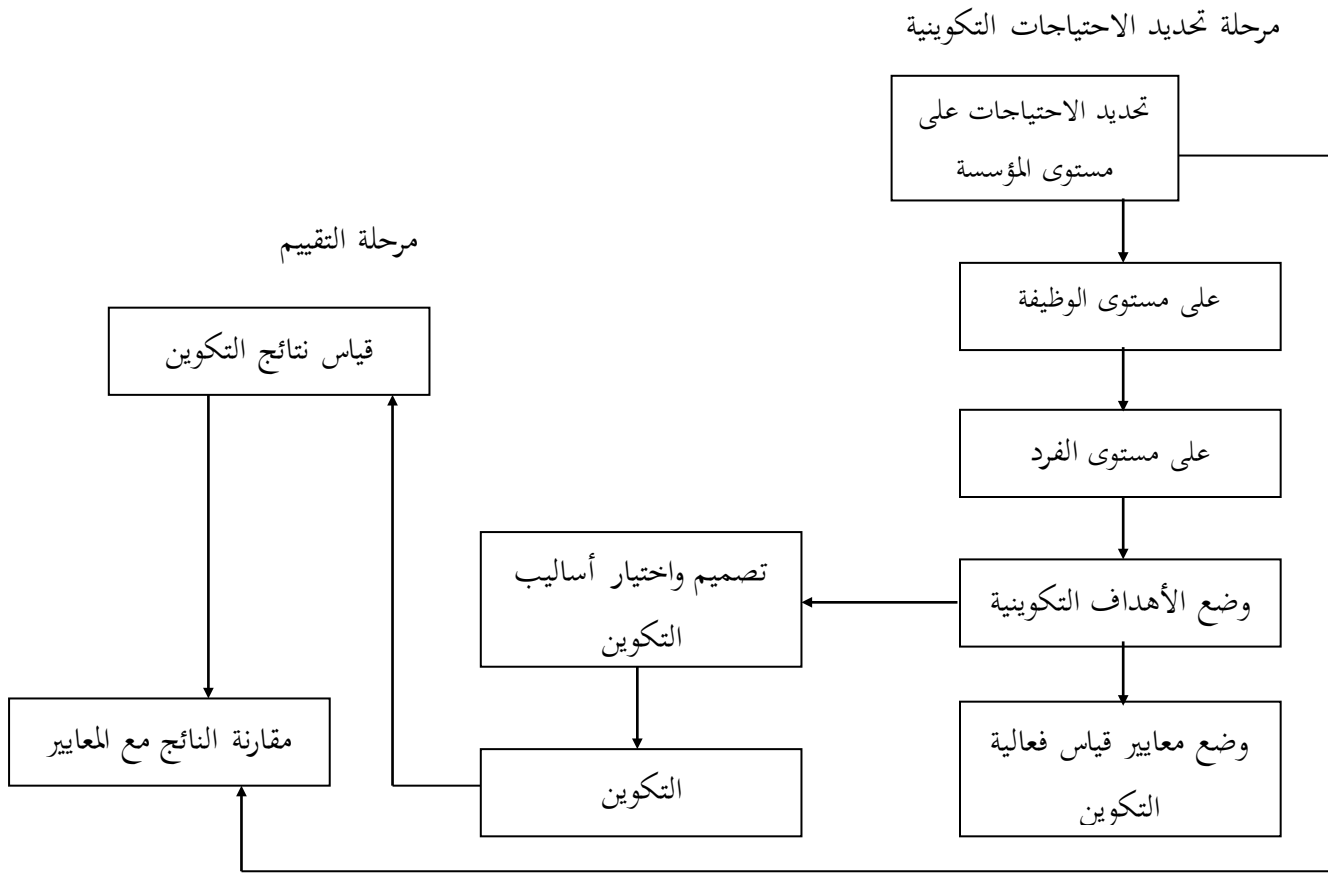 مرحلة تحديد الاحتياجات التكوينية
تحديد الاحتياجات على
مستوى المؤسسة
على مستوى الوظيفة
على مستوى الفرد
وضع الأهداف التكوينية
وضع معايير قياس فعالية
التكوين
تصميم واختيار أساليب
التكوين
التكوين
مرحلة التقييم
قياس نتائج التكوين
مقارنة النائج مع المعايير